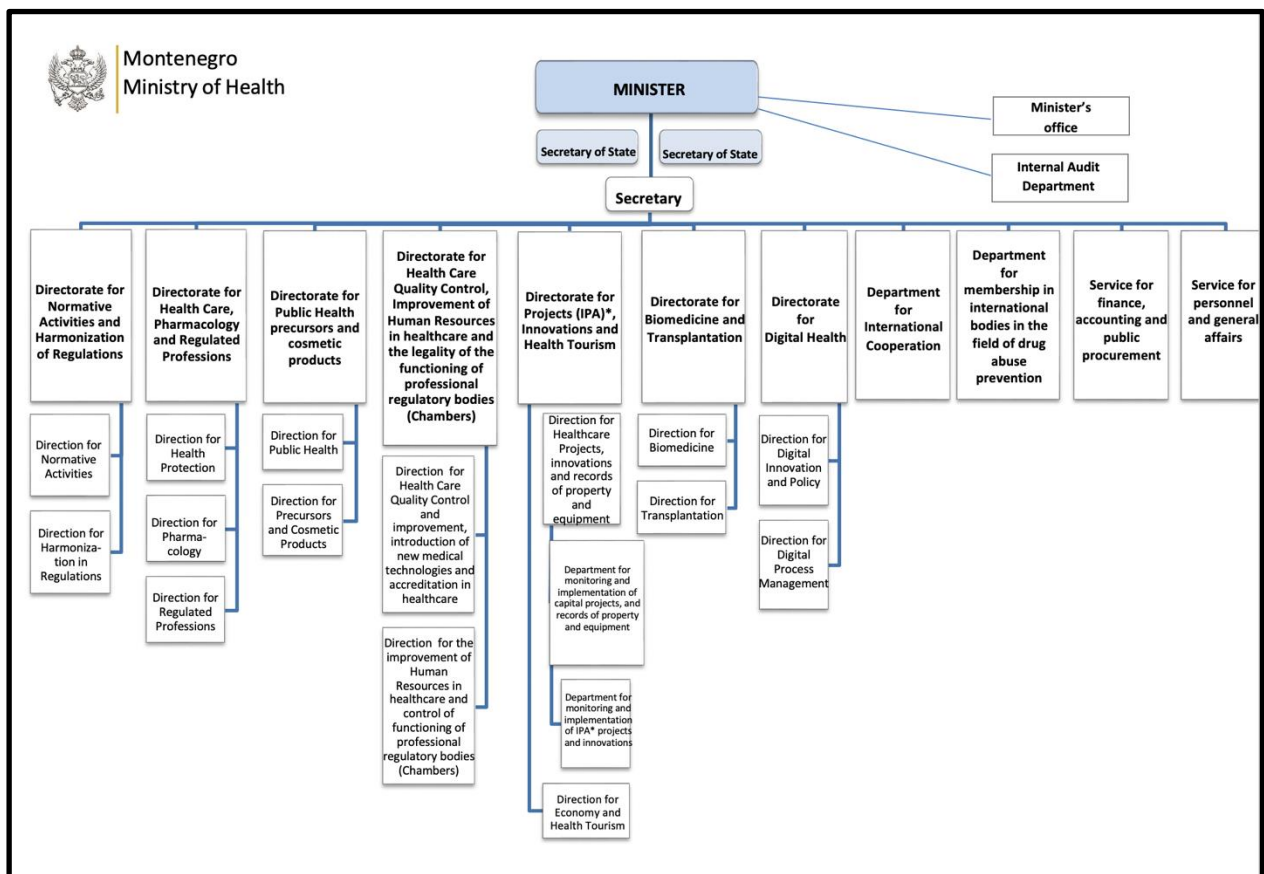 Montenegro
Ministry of Health
MINISTER
Minister's
office
Secretary of State
Secretary of State
Internal Audit
Department
Secretary
Directorate for
Normative
Activities and
Harmonization
of Regulations
Directorate for
Health Care,
Pharmacology
and Regulated
Professions
Directorate for
Public Health
precursors and
cosmetic
products
Directorate for
Health Care
Quality Control,
Improvement of
Human Resources
in healthcare and
the legality of the
functioning of
professional
regulatory bodies
(Chambers)
Directorate for
Projects (IPA)*,
Innovations and
Health Tourism
Directorate for
Biomedicine and
Transplantation
Directorate
for
Digital Health
Department
for
International
Cooperation
Department
for
membership in
international
bodies in the
field of drug
abuse
prevention
Service for
finance,
accounting and
public
procurement
Service for
personnel
and general
affairs
Direction for
Normative
Activities
Direction for
Harmoniza-
tion in
Regulations
Direction for
Health
Protection
Direction for
Pharma-
cology
Direction for
Regulated
Professions
Direction for
Public Health
Direction for
Precursors
and Cosmetic
Products
Direction for
Health Care
Quality Control
and
improvement,
introduction of
new medical
technologies and
accreditation in
healthcare
Direction for the
improvement of
Human
Resources in
healthcare and
control of
functioning of
professional
regulatory bodies
(Chambers)
Direction for
Healthcare
Projects,
innovations
and records
of property
and
equipment
Department for
monitoring and
implementation of
capital projects, and
records of property
and equipment
Department for
monitoring and
implementation
of IPA* projects
and innovations
Direction for
Economy and
Health Tourism
Direction for
Biomedicine
Direction for
Transplantation
Direction for
Digital
Innovation
and Policy
Direction for
Digital
Process
Management